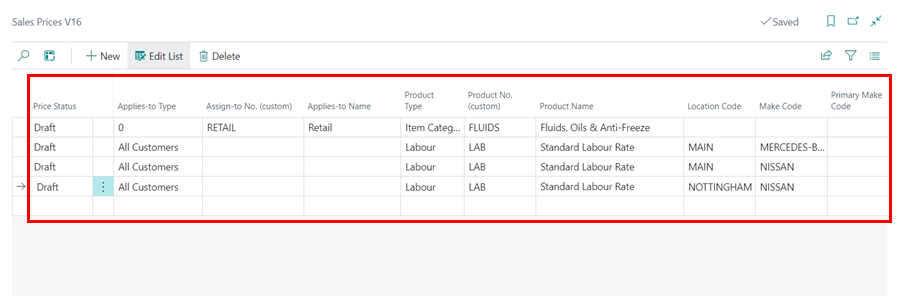 Sales Prices V16
Saved
New Edit List Delete
Price Status Applies-to Type Assign-to No. (custom) Applies-to Name Product Type Product No. (custom) Product Name Location Code Make Code Primary Make Code
Draft 0 RETAIL Retail Item Categ... FLUIDS Fluids, Oils & Anti-Freeze
Draft All Customers Labour LAB Standard Labour Rate MAIN MERCEDES-B...
Draft All Customers Labour LAB Standard Labour Rate MAIN NISSAN
Draft All Customers Labour LAB Standard Labour Rate NOTTINGHAM NISSAN